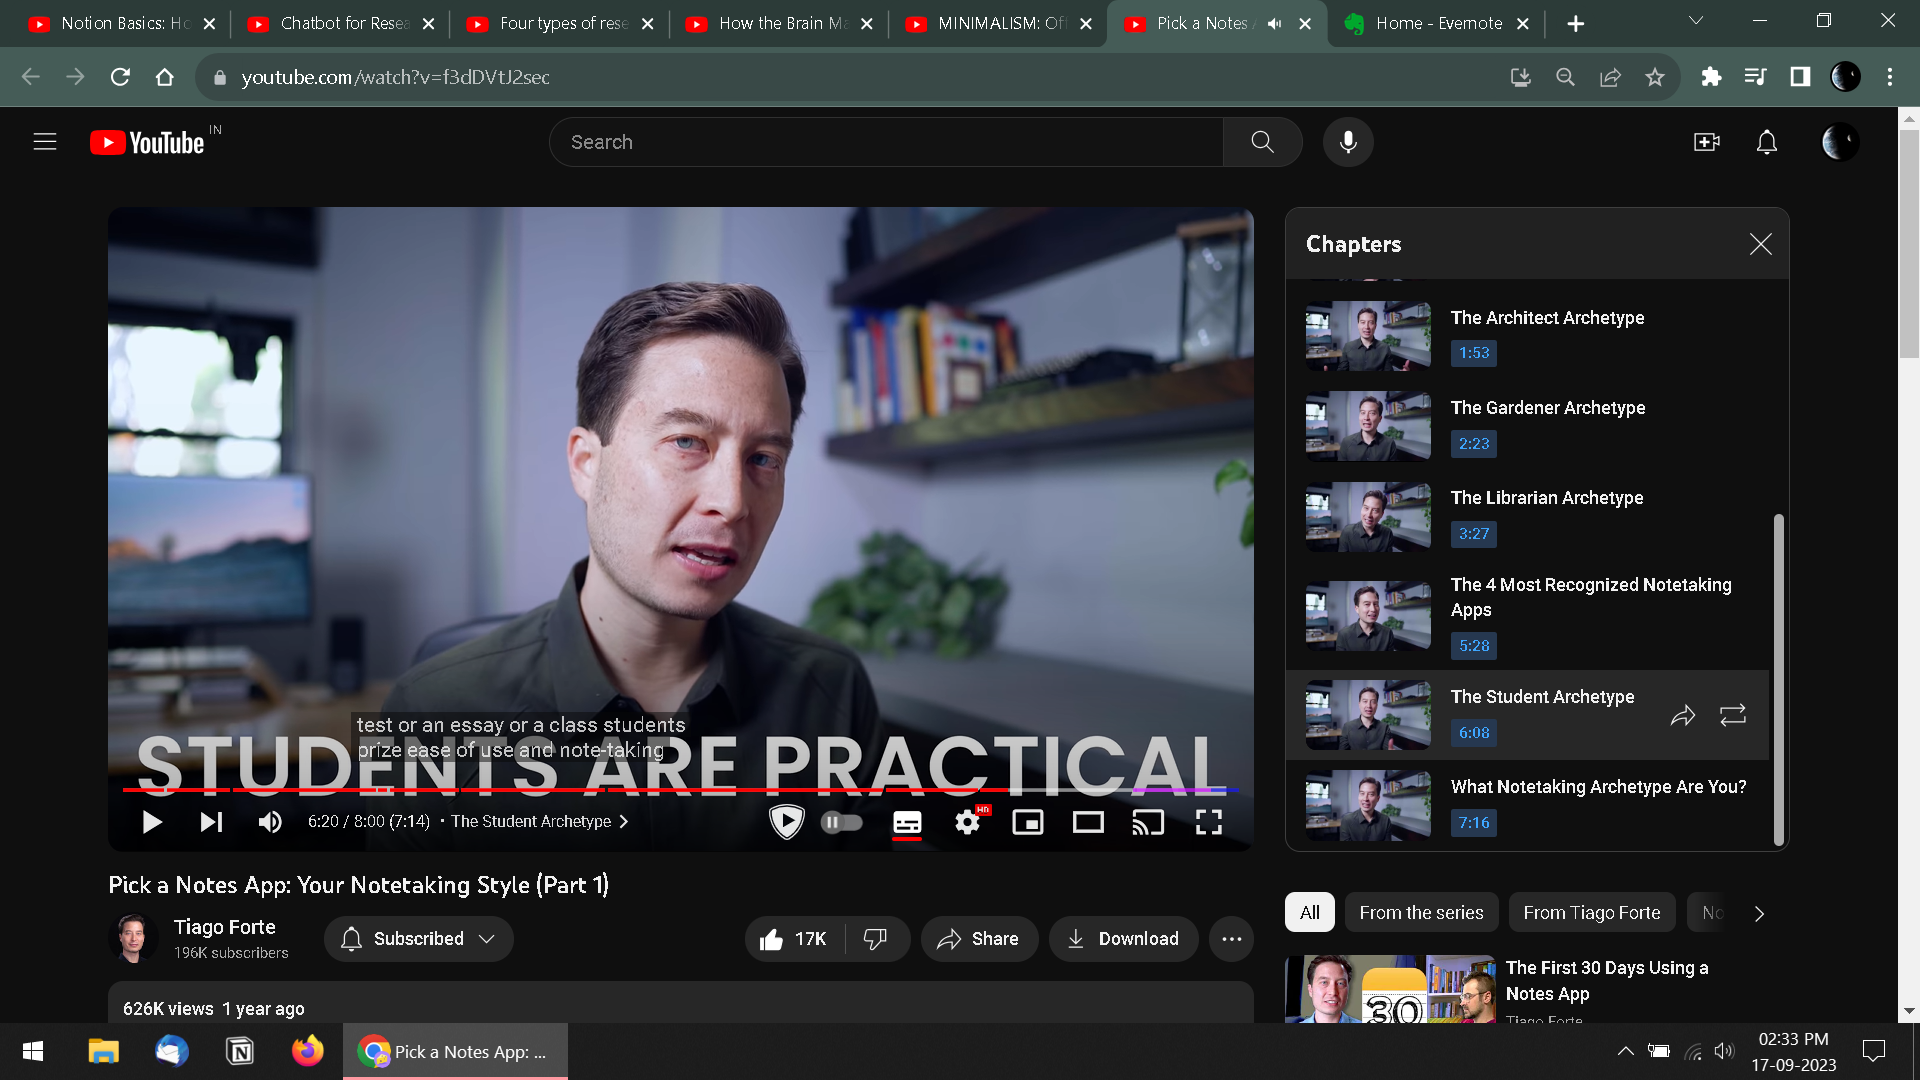 Notion Basics: Ho
Chatbot for Resea
Four types of rese
How the Brain Ma
MINIMALISM: Off
Pick a Notes A
Home - Evernote
youtube.com/watch?v=f3dDVtJ2sec
YouTube IN
Search
Chapters
The Architect Archetype
1:53
The Gardener Archetype
2:23
The Librarian Archetype
3:27
The 4 Most Recognized Notetaking
Apps
5:28
The Student Archetype
6:08
What Notetaking Archetype Are You?
7:16
test or an essay or a class students
prize ease of use and note-taking
STUDENTS ARE PRACTICAL
6:20 / 8:00 (7:14) • The Student Archetype
HD
Pick a Notes App: Your Notetaking Style (Part 1)
Tiago Forte
196K subscribers
Subscribed
17K
Share
Download
626K views 1 year ago
All
From the series
From Tiago Forte
No
The First 30 Days Using a
Notes App
Tiago Forte
30
Pick a Notes App: ...
02:33 PM
17-09-2023